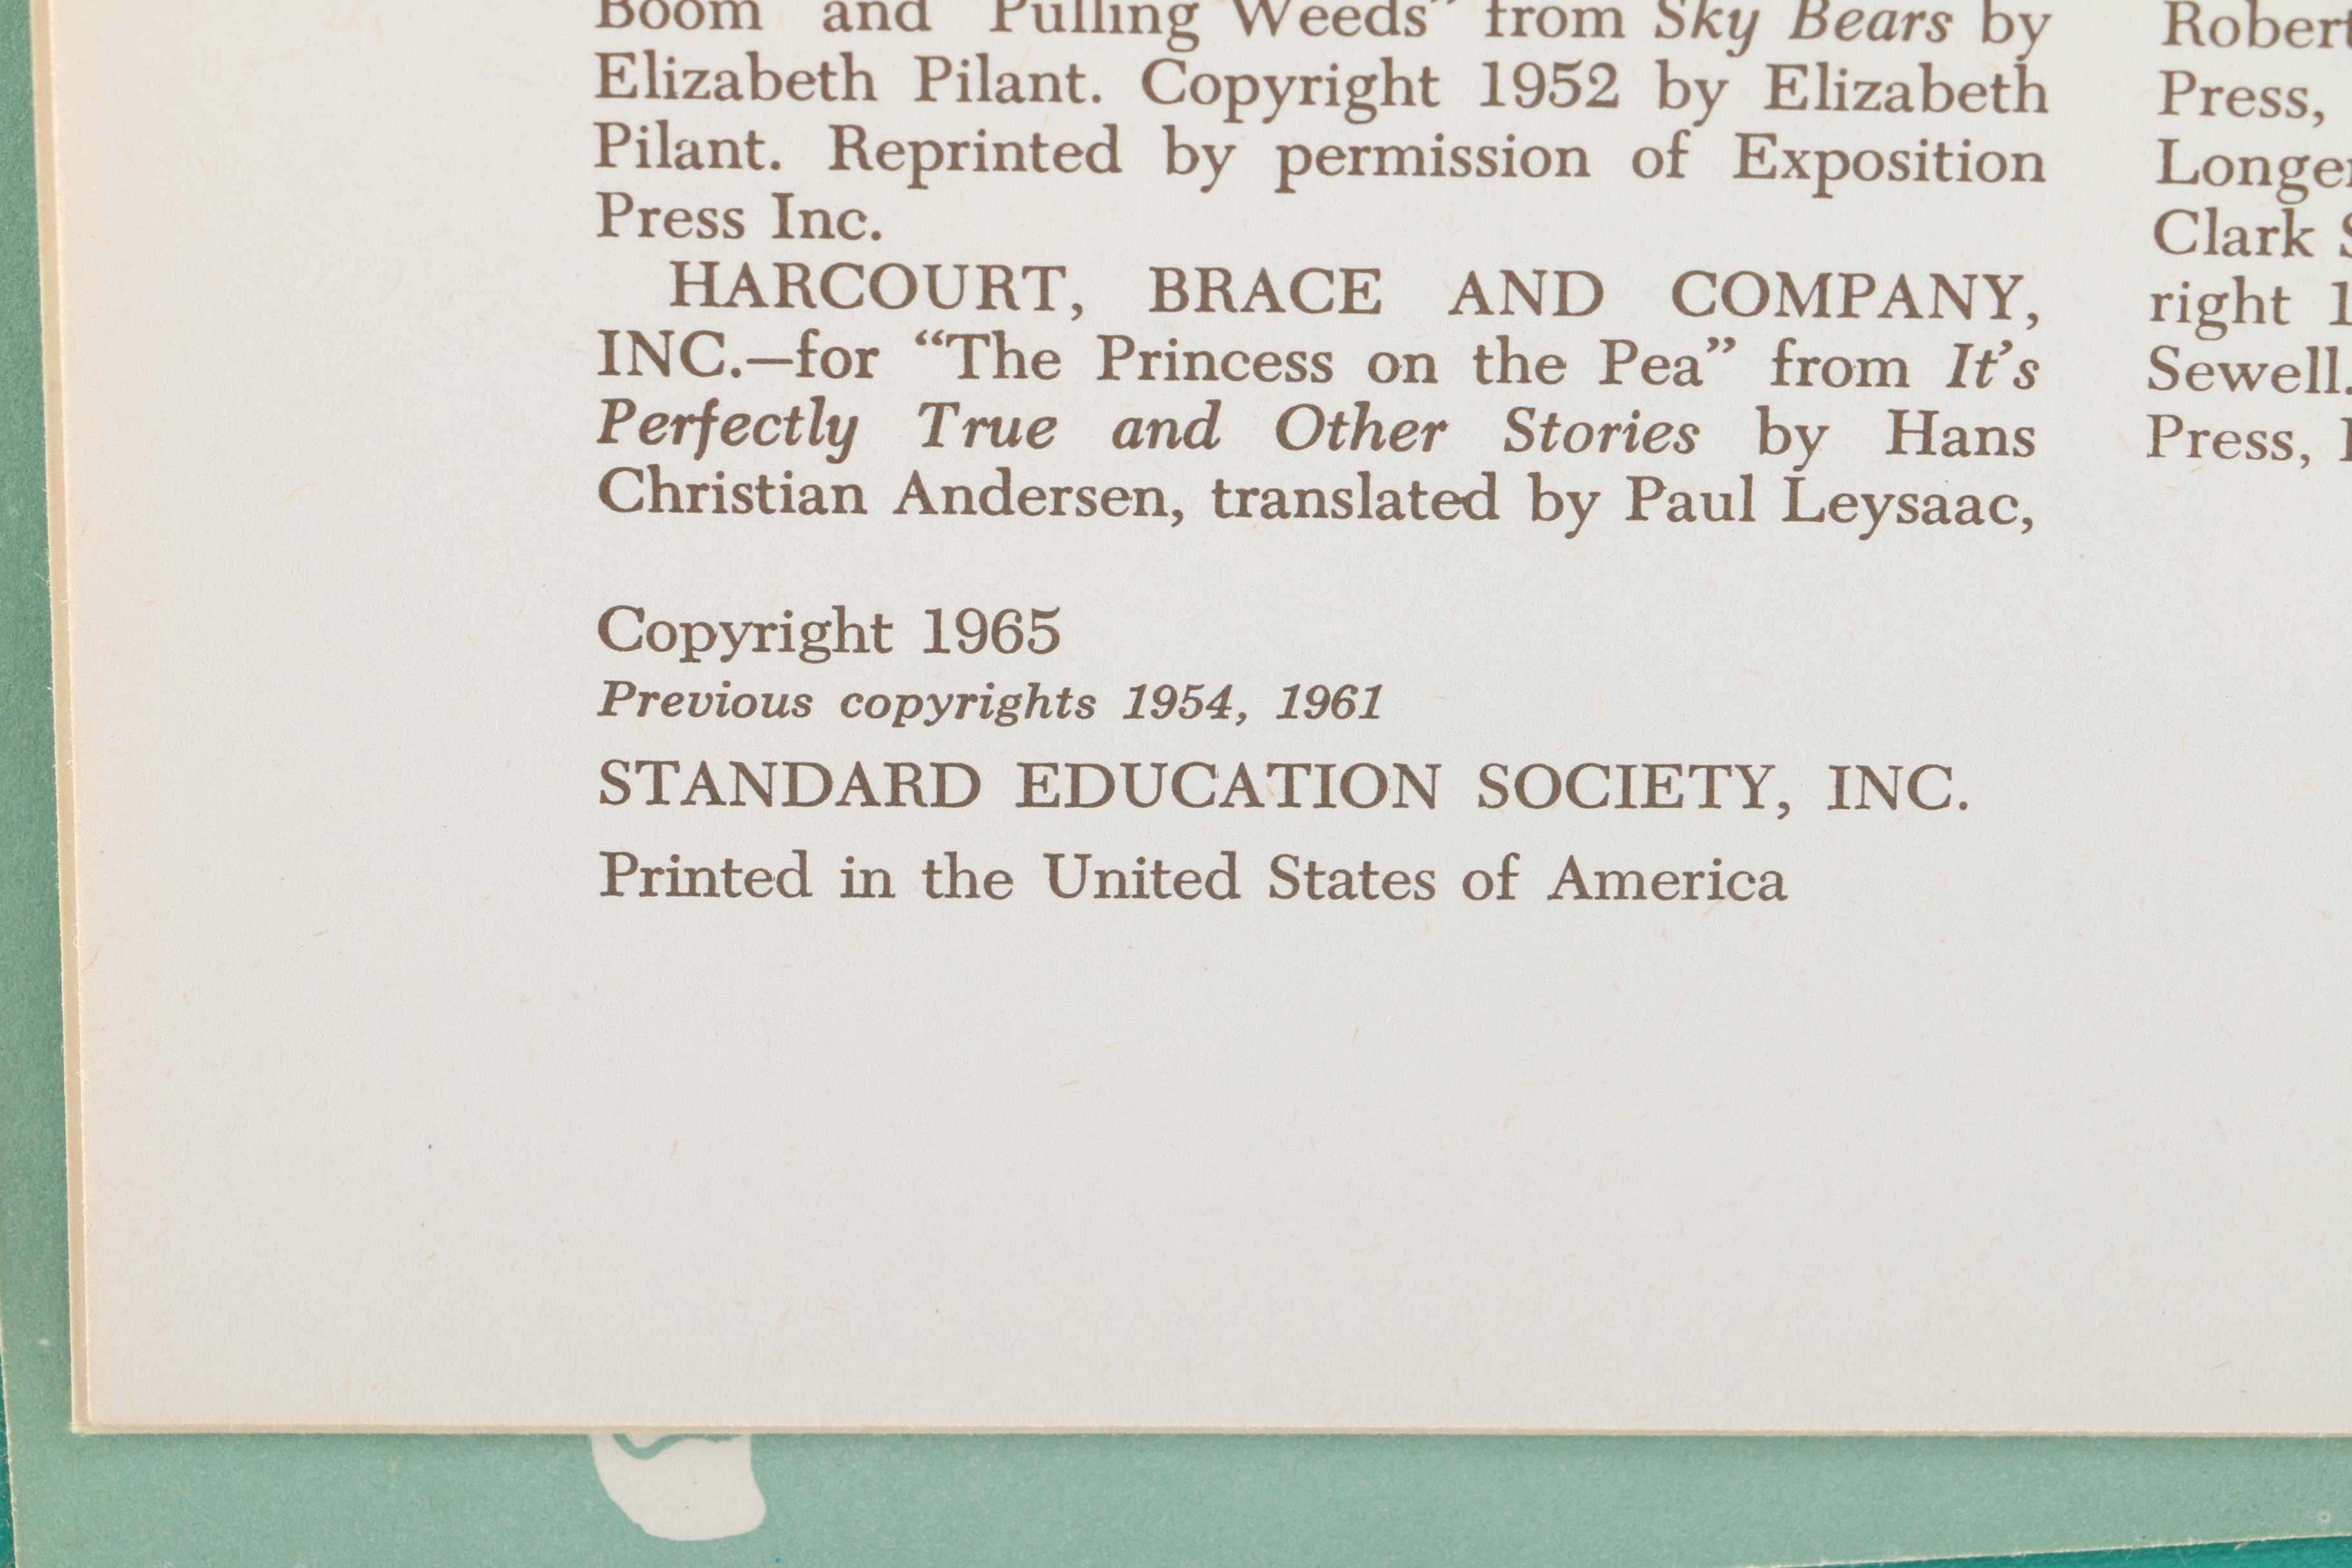 Boom" and "Pulling Weeds" from Sky Bears by
Elizabeth Pilant. Copyright 1952 by Elizabeth
Pilant. Reprinted by permission of Exposition
Press Inc.
HARCOURT, BRACE AND COMPANY,
INC.—for "The Princess on the Pea" from It's
Perfectly True and Other Stories by Hans
Christian Andersen, translated by Paul Leysaac,
Copyright 1965
Previous copyrights 1954, 1961
STANDARD EDUCATION SOCIETY, INC.
Printed in the United States of America
Press,
Clark
right
Sewell.
Press,